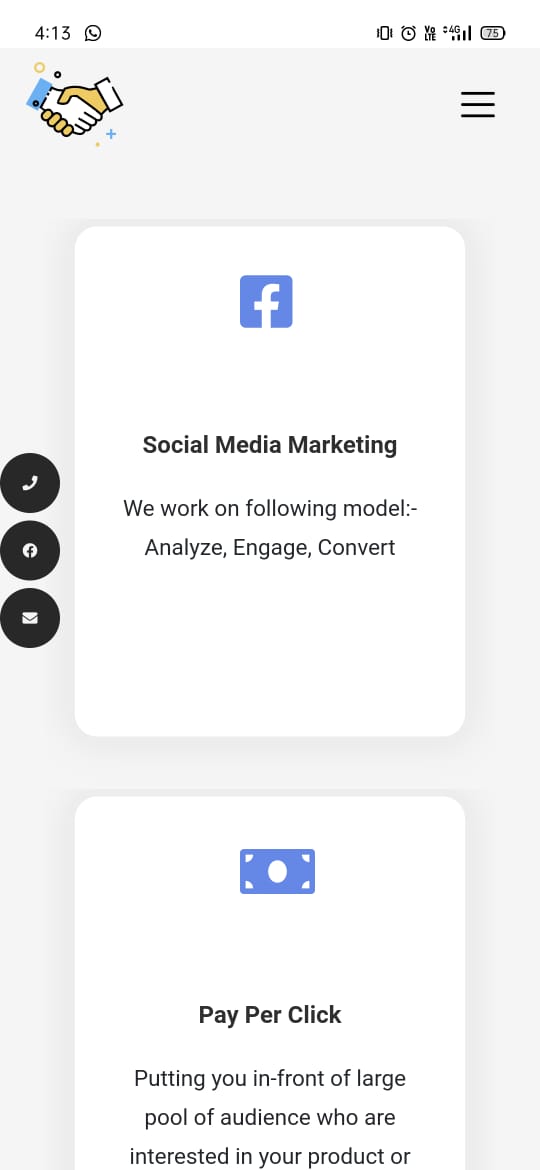 4:13
Vo
LTE
4G
75
Social Media Marketing
We work on following model:-
Analyze, Engage, Convert
Pay Per Click
Putting you in-front of large
pool of audience who are
interested in your product or